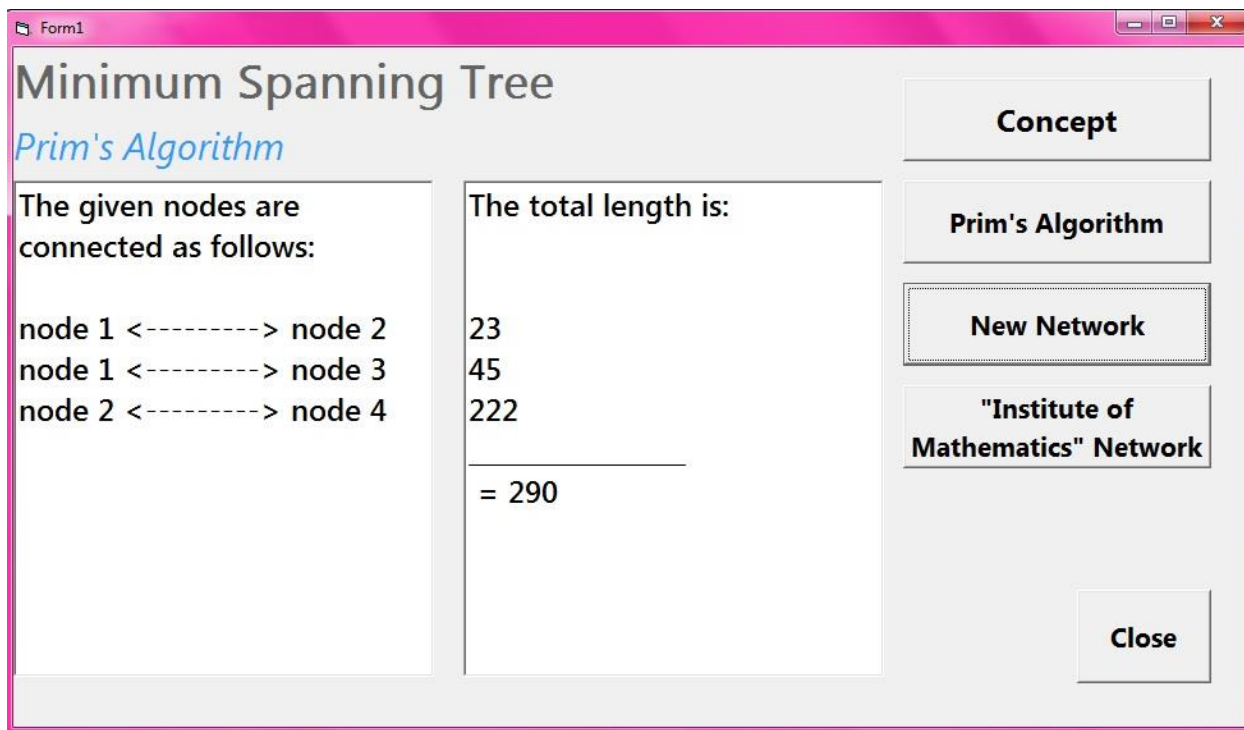 Form1
Minimum Spanning Tree
Prim's Algorithm
The given nodes are
connected as follows:
node 1 <---------> node 2
node 1 <---------> node 3
node 2 <---------> node 4
The total length is:
23
45
222
_______________
= 290
Concept
Prim's Algorithm
New Network
"Institute of
Mathematics" Network
Close